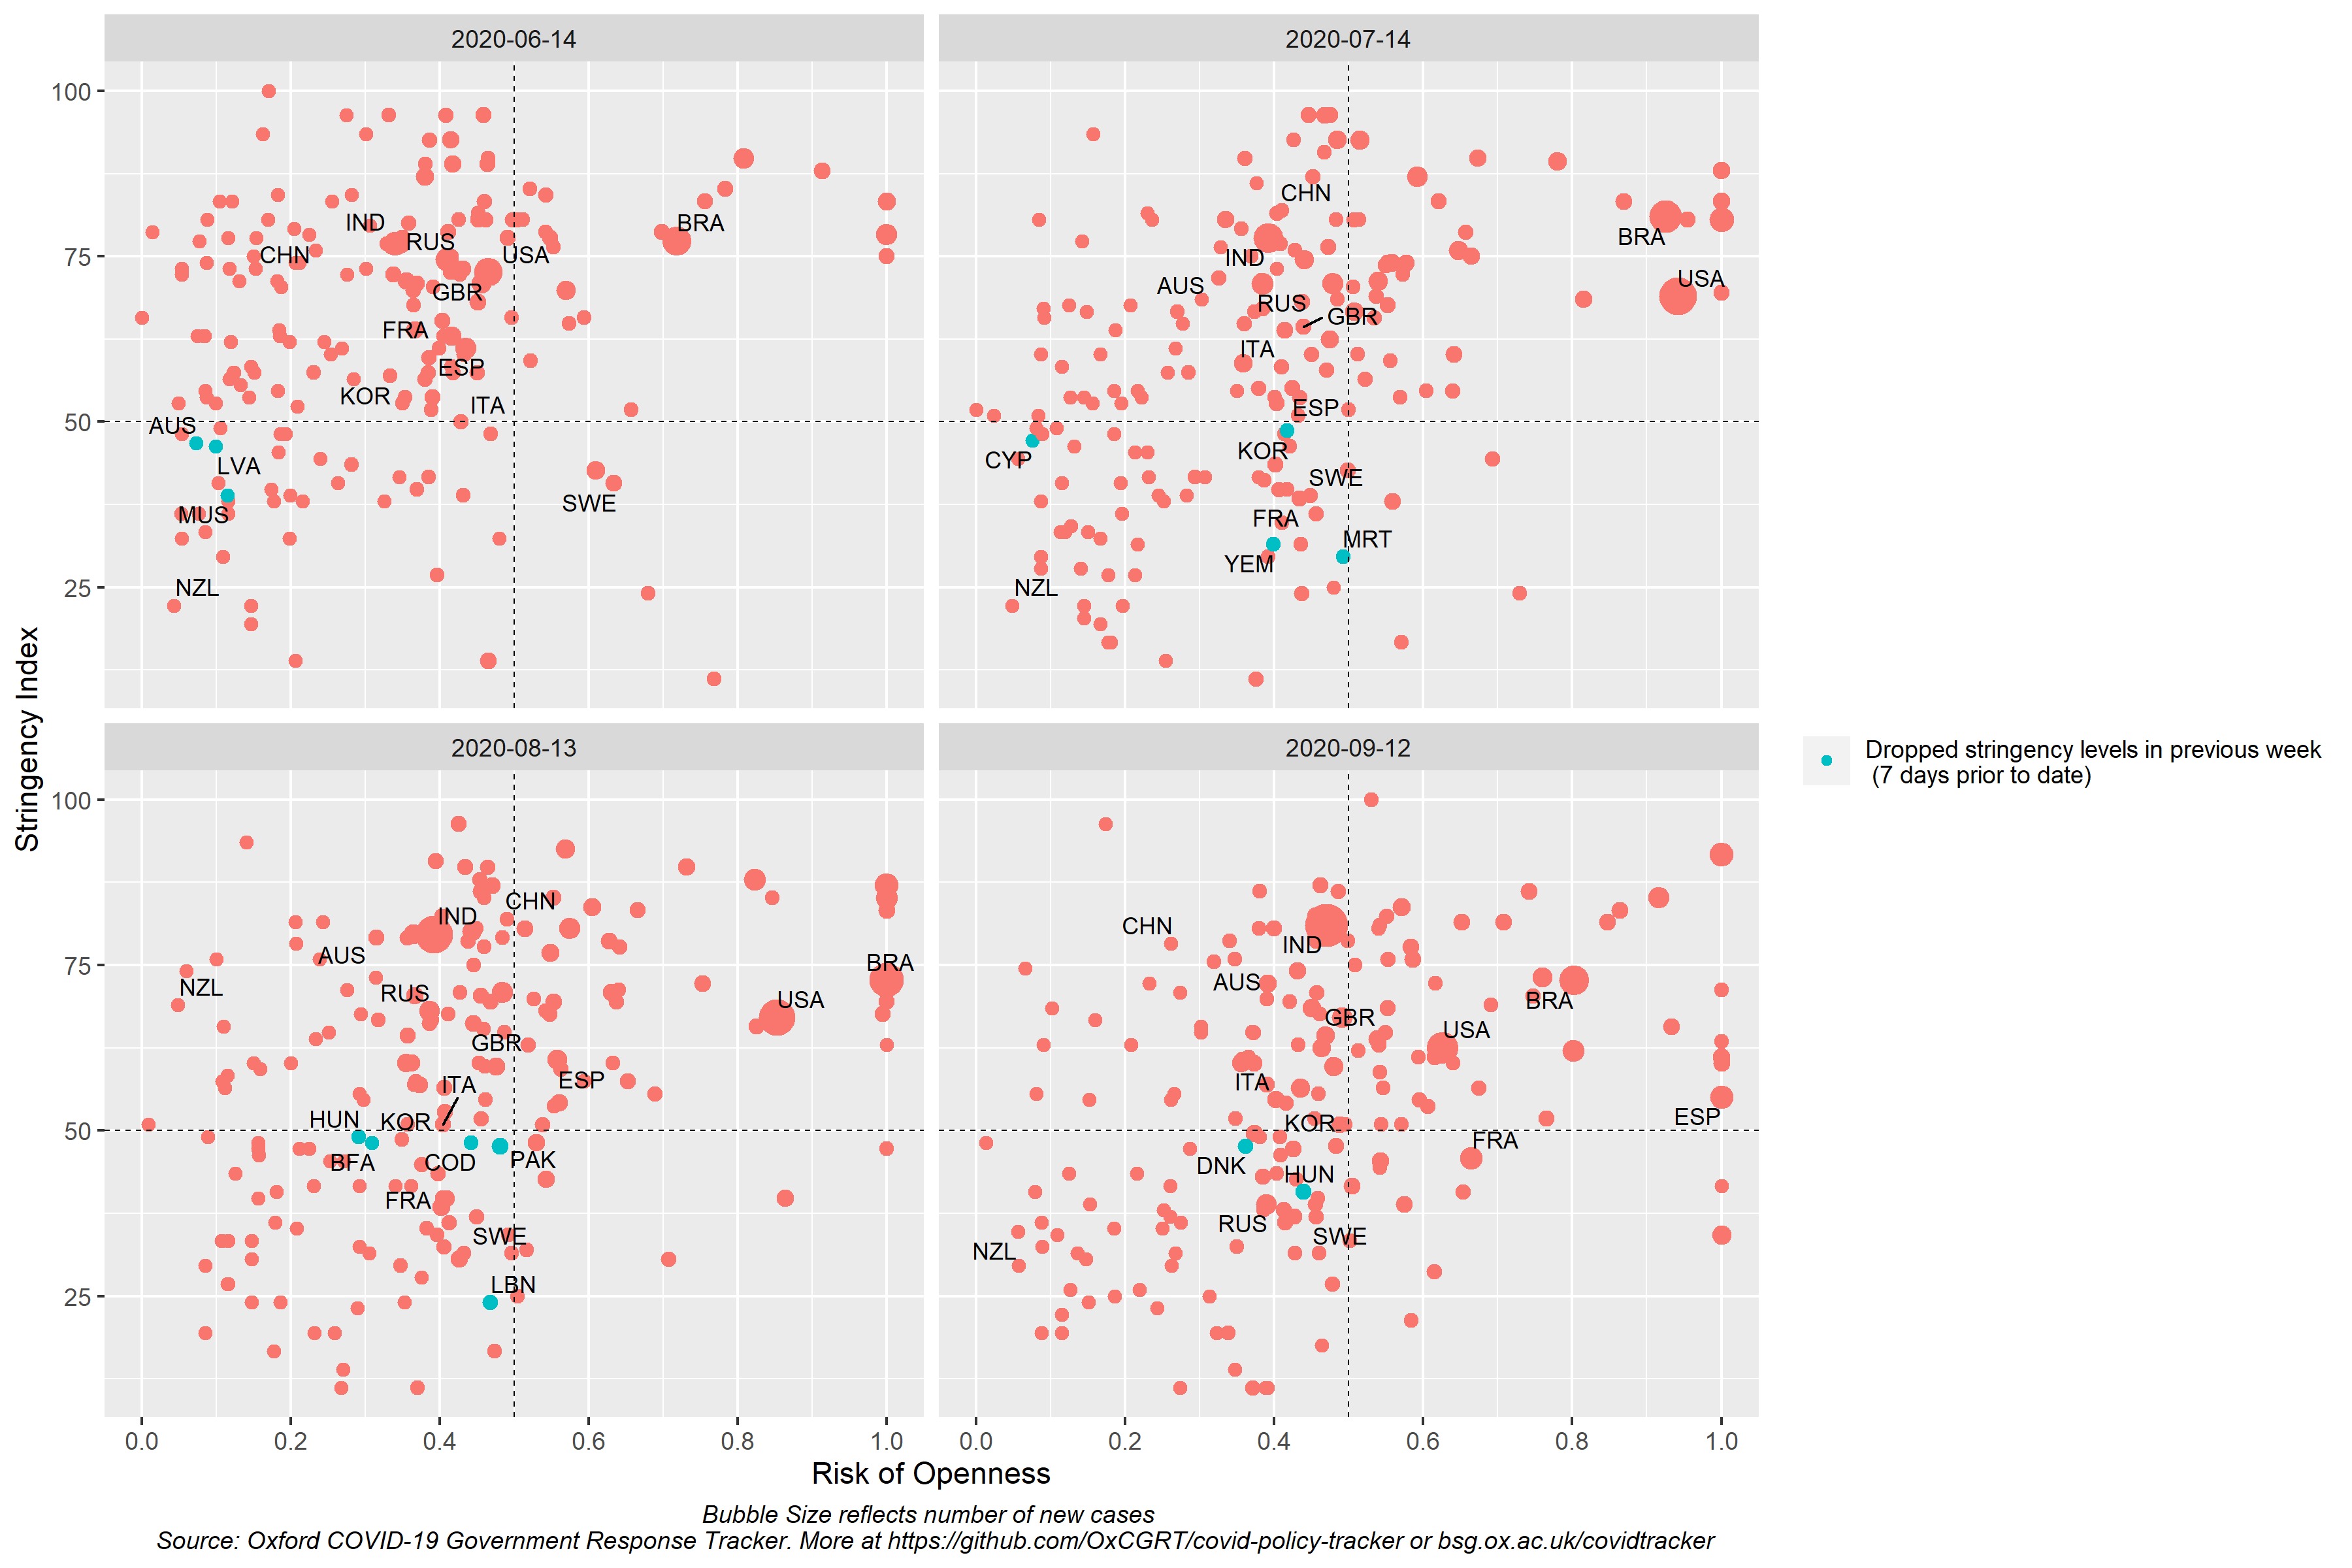 2020-06-14
2020-07-14
100
75
50
25
IND
RUS
BRA
CHN
USA
GBR
FRA
ESP
KOR
ITA
AUS
LVA
MUS
SWE
NZL
CHN
BRA
IND
USA
AUS
RUS
GBR
ITA
ESP
KOR
CYP
SWE
FRA
MRT
YEM
NZL
Stringency Index
2020-08-13
2020-09-12
Dropped stringency levels in previous week
(7 days prior to date)
100
75
50
25
CHN
IND
AUS
BRA
NZL
RUS
USA
GBR
ITA
ESP
HUN
KOR
BFA
COD
PAK
FRA
SWE
LBN
CHN
IND
AUS
BRA
GBR
USA
ITA
KOR
ESP
FRA
DNK
HUN
RUS
SWE
NZL
0.0 0.2 0.4 0.6 0.8 1.0
0.0 0.2 0.4 0.6 0.8 1.0
Risk of Openness
Bubble Size reflects number of new cases
Source: Oxford COVID-19 Government Response Tracker. More at https://github.com/OxCGRT/covid-policy-tracker or bsg.ox.ac.uk/covidtracker